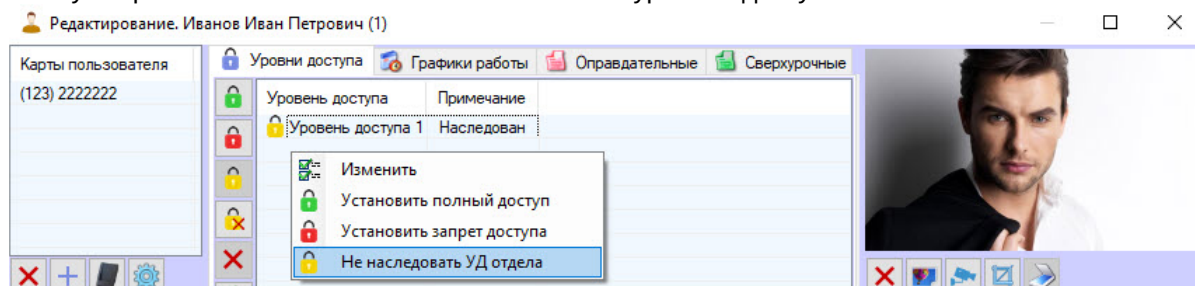 Редактирование. Иванов Иван Петрович (1)
Карты пользователя
(123) 2222222
Уровни доступа Графики работы Оправдательные Сверхурочные
Уровень доступа Примечание
Уровень доступа 1 Наследован
Изменить
Установить полный доступ
Установить запрет доступа
Не наследовать УД отдела